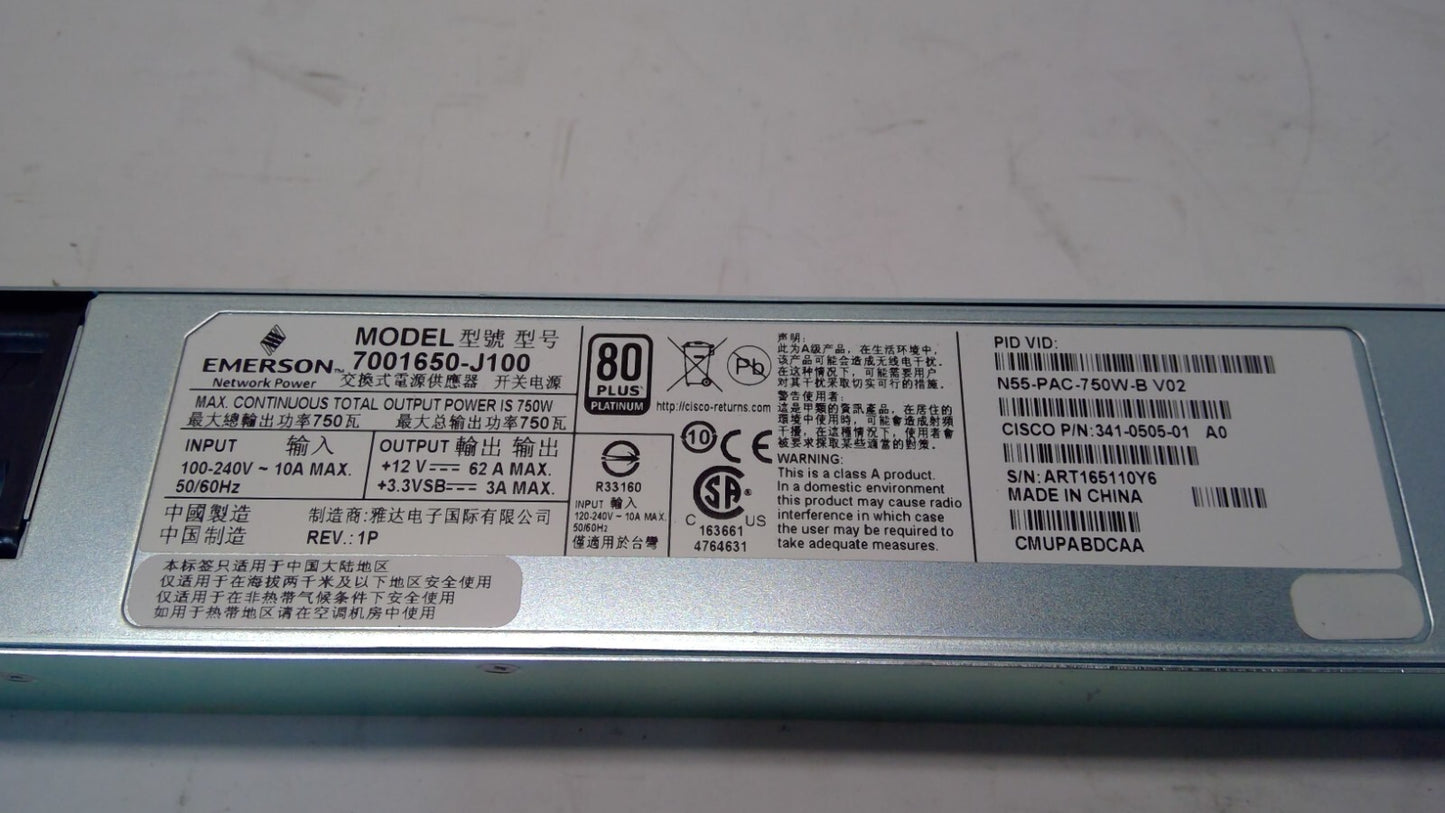 EMERSON™
Network Power
MODEL 型號 型号
7001650-J100
交換式電源供應器 开关电源
MAX. CONTINUOUS TOTAL OUTPUT POWER IS 750W
最大總輸出功率750瓦 最大总输出功率750瓦
INPUT 输入
100-240V ~ 10A MAX.
50/60Hz
OUTPUT 輸出 输出
+12 V 62 A MAX.
+3.3VSB 3A MAX.
中國製造
中国制造
制造商:雅达电子国际有限公司
REV.: 1P
80
PLUS
PLATINUM
Pb
http://cisco-returns.com
R33160
INPUT 輸入
120-240V ~ 10A MAX.
50/60Hz
僅適用於台灣
10
CE
SA®
C US
163661
4764631
声明:
此为A级产品，在生活环境中，
该产品可能会造成无线电干扰。
在这种情况下，可能需要用户
对其干扰采取切实可行的措施。
警告使用者:
這是甲類的資訊產品，在居住的
環境中使用時，可能會造成射頻
干擾，在這種情況下，使用者會
被要求採取某些適當的對策。
WARNING:
This is a class A product.
In a domestic environment
this product may cause radio
interference in which case
the user may be required to
take adequate measures.
PID VID:
N55-PAC-750W-B V02
CISCO P/N:341-0505-01 A0
S/N: ART165110Y6
MADE IN CHINA
CMUPABDCAA
本标签只适用于中国大陆地区
仅适用于在海拔两千米及以下地区安全使用
仅适用于在非热带气候条件下安全使用
如用于热带地区请在空调机房中使用